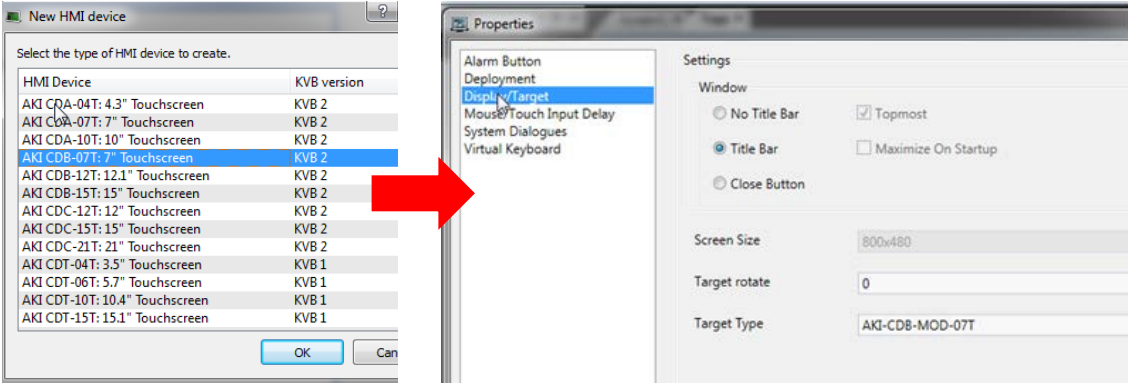 New HMI device
?
Select the type of HMI device to create.
HMI Device KVB version
AKI CDA-04T: 4.3" Touchscreen KVB 2
AKI CDA-07T: 7" Touchscreen KVB 2
AKI CDA-10T: 10" Touchscreen KVB 2
AKI CDB-07T: 7" Touchscreen KVB 2
AKI CDB-12T: 12.1" Touchscreen KVB 2
AKI CDB-15T: 15" Touchscreen KVB 2
AKI CDC-12T: 12" Touchscreen KVB 2
AKI CDC-15T: 15" Touchscreen KVB 2
AKI CDC-21T: 21" Touchscreen KVB 2
AKI CDT-04T: 3.5" Touchscreen KVB 1
AKI CDT-06T: 5.7" Touchscreen KVB 1
AKI CDT-10T: 10.4" Touchscreen KVB 1
AKI CDT-15T: 15.1" Touchscreen KVB 1
OK Can
Properties
Alarm Button
Deployment
Display/Target
Mouse/Touch Input Delay
System Dialogues
Virtual Keyboard
Settings
Window
No Title Bar Topmost
Title Bar Maximize On Startup
Close Button
Screen Size 800x480
Target rotate 0
Target Type AKI-CDB-MOD-07T